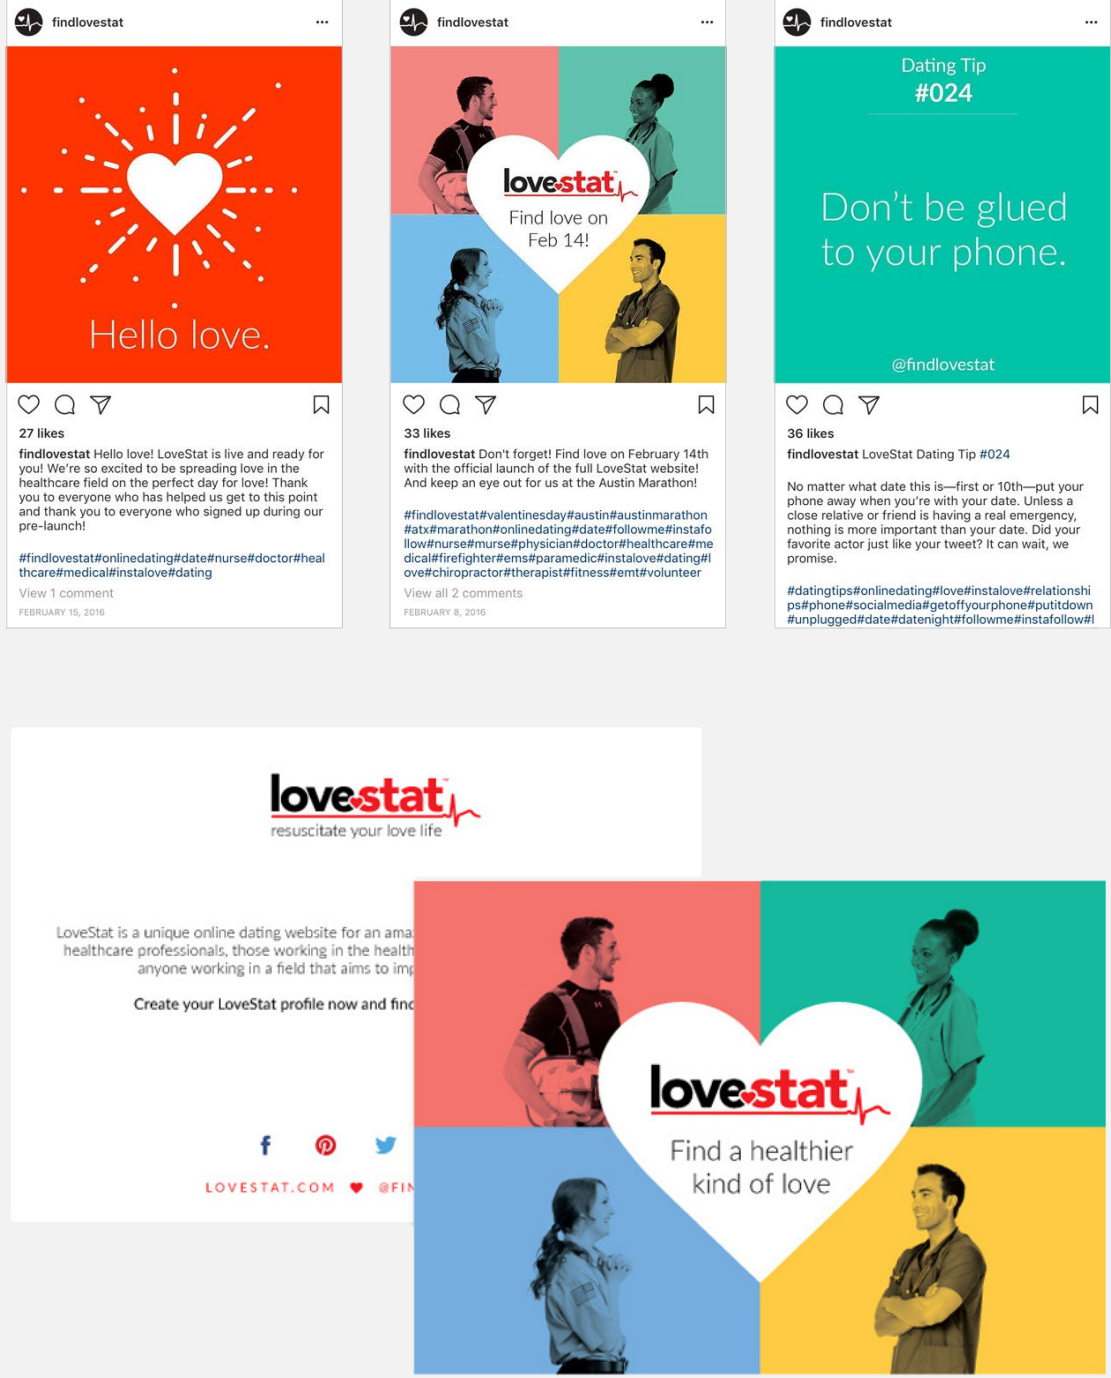 findlovestat
Hello love.
27 likes
findlovestat Hello love! LoveStat is live and ready for
you! We're so excited to be spreading love in the
healthcare field on the perfect day for love! Thank
you to everyone who has helped us get to this point
and thank you to everyone who signed up during our
pre-launch!
#findlovestat#onlinedating#date#nurse#doctor#heal
thcare#medical#instalove#dating
View 1 comment
FEBRUARY 15, 2016
findlovestat
lovestat
Find love on
Feb 14!
33 likes
findlovestat Don't forget! Find love on February 14th
with the official launch of the full LoveStat website!
And keep an eye out for us at the Austin Marathon!
#findlovestat#valentinesday#austin#austinmarathon
#atx#marathon#onlinedating#date#followme#instafo
llow#nurse#murse#physician#doctor#healthcare#me
dical#firefighter#ems#paramedic#instalove#dating#l
ove#chiropractor#therapist#fitness#emt#volunteer
View all 2 comments
FEBRUARY 8, 2016
findlovestat
Dating Tip
#024
Don't be glued
to your phone.
@findlovestat
36 likes
findlovestat LoveStat Dating Tip #024
No matter what date this is—first or 10th—put your
phone away when you're with your date. Unless a
close relative or friend is having a real emergency,
nothing is more important than your date. Did your
favorite actor just like your tweet? It can wait, we
promise.
#datingtips#onlinedating#love#instalove#relationshi
ps#phone#socialmedia#getoffyourphone#putitdown
#unplugged#date#datenight#followme#instafollow#l
lovestat™
resuscitate your love life
LoveStat is a unique online dating website for an ama
healthcare professionals, those working in the health
anyone working in a field that aims to imp
Create your LoveStat profile now and find
LOVESTAT.COM ♥ @FIN
lovestat™
Find a healthier
kind of love